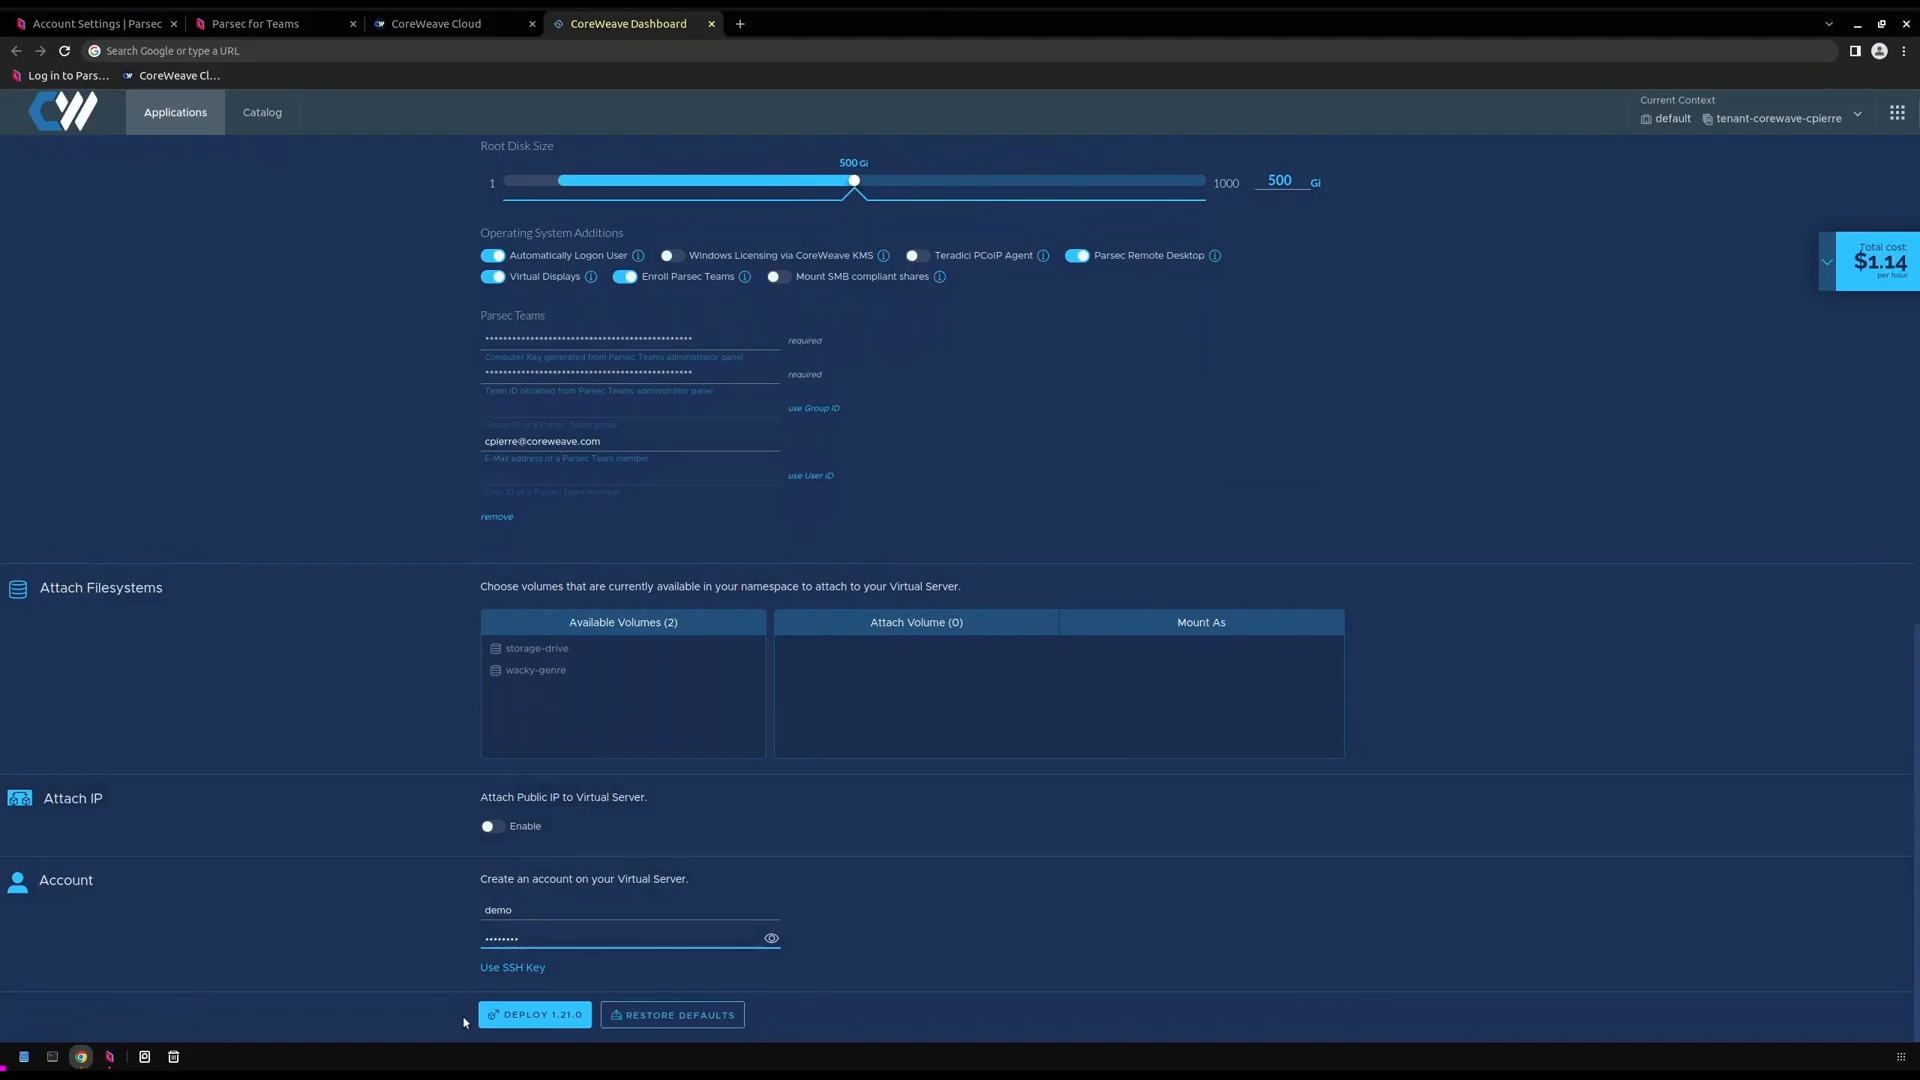 Account Settings | Parsec
Parsec for Teams
CoreWeave Cloud
CoreWeave Dashboard
Search Google or type a URL
Log in to Pars...
CoreWeave Cl...
Applications
Catalog
Current Context
default
tenant-corewave-cpierre
Root Disk Size
500 Gi
1
1000
500 Gi
Total cost:
$1.14
per hour
Operating System Additions
Automatically Logon User
Windows Licensing via CoreWeave KMS
Teradici PCoIP Agent
Parsec Remote Desktop
Virtual Displays
Enroll Parsec Teams
Mount SMB compliant shares
Parsec Teams
required
Computer Key generated from Parsec Teams administrator panel
required
Team ID obtained from Parsec Teams administrator panel
use Group ID
Group ID of a Parsec Team group
cpierre@coreweave.com
E-Mail address of a Parsec Team member
use User ID
User ID of a Parsec Team member
remove
Attach Filesystems
Choose volumes that are currently available in your namespace to attach to your Virtual Server.
Available Volumes (2)
Attach Volume (0)
Mount As
storage-drive
wacky-genre
Attach IP
Attach Public IP to Virtual Server.
Enable
Account
Create an account on your Virtual Server.
demo
Use SSH Key
DEPLOY 1.21.0
RESTORE DEFAULTS